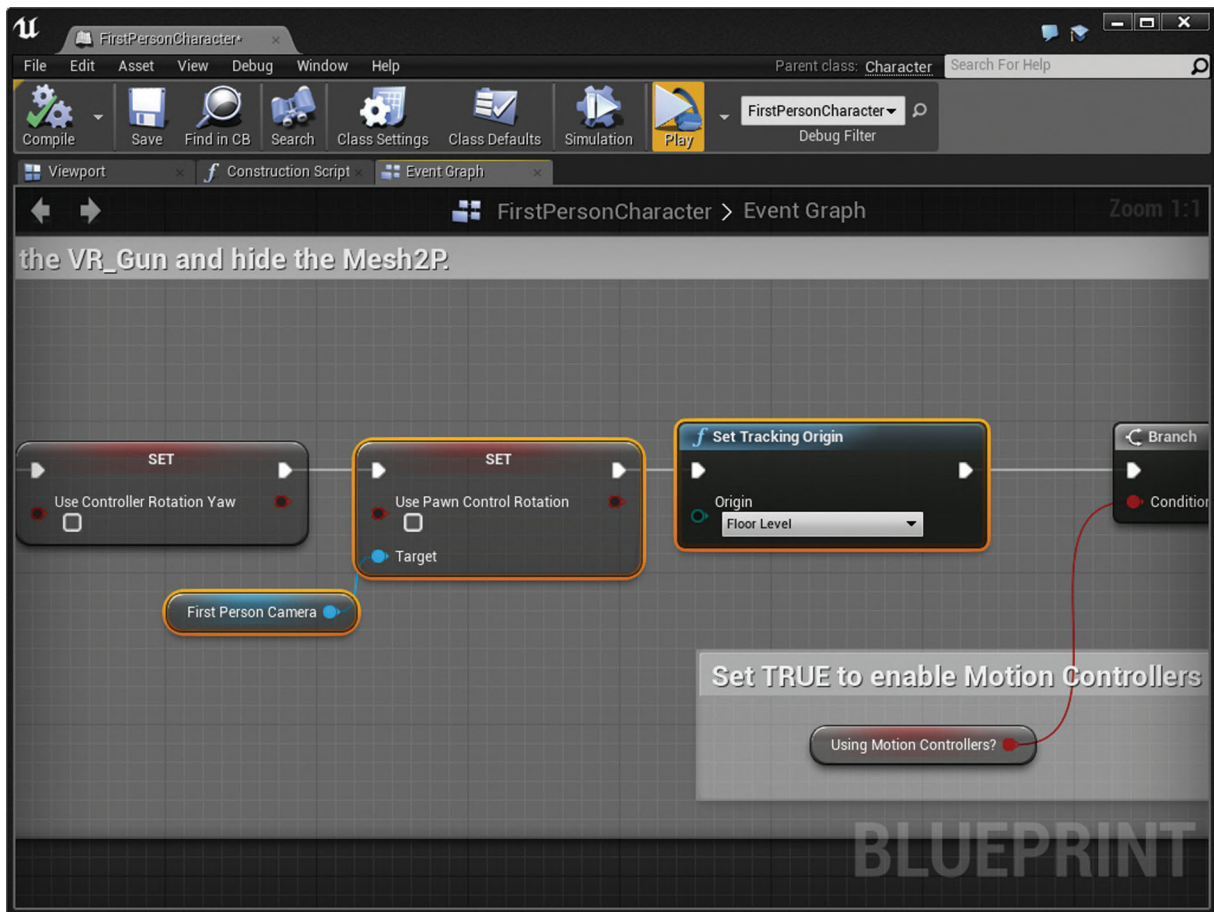 FirstPersonCharacter*
File Edit Asset View Debug Window Help
Parent class: Character
Search For Help
Compile
Save
Find in CB
Search
Class Settings
Class Defaults
Simulation
Play
FirstPersonCharacter
Debug Filter
Viewport
Construction Script
Event Graph
FirstPersonCharacter > Event Graph
Zoom 1:1
the VR_Gun and hide the Mesh2P.
SET
Use Controller Rotation Yaw
SET
Use Pawn Control Rotation
Target
First Person Camera
f Set Tracking Origin
Origin
Floor Level
Branch
Condition
Set TRUE to enable Motion Controllers
Using Motion Controllers?
BLUEPRINT